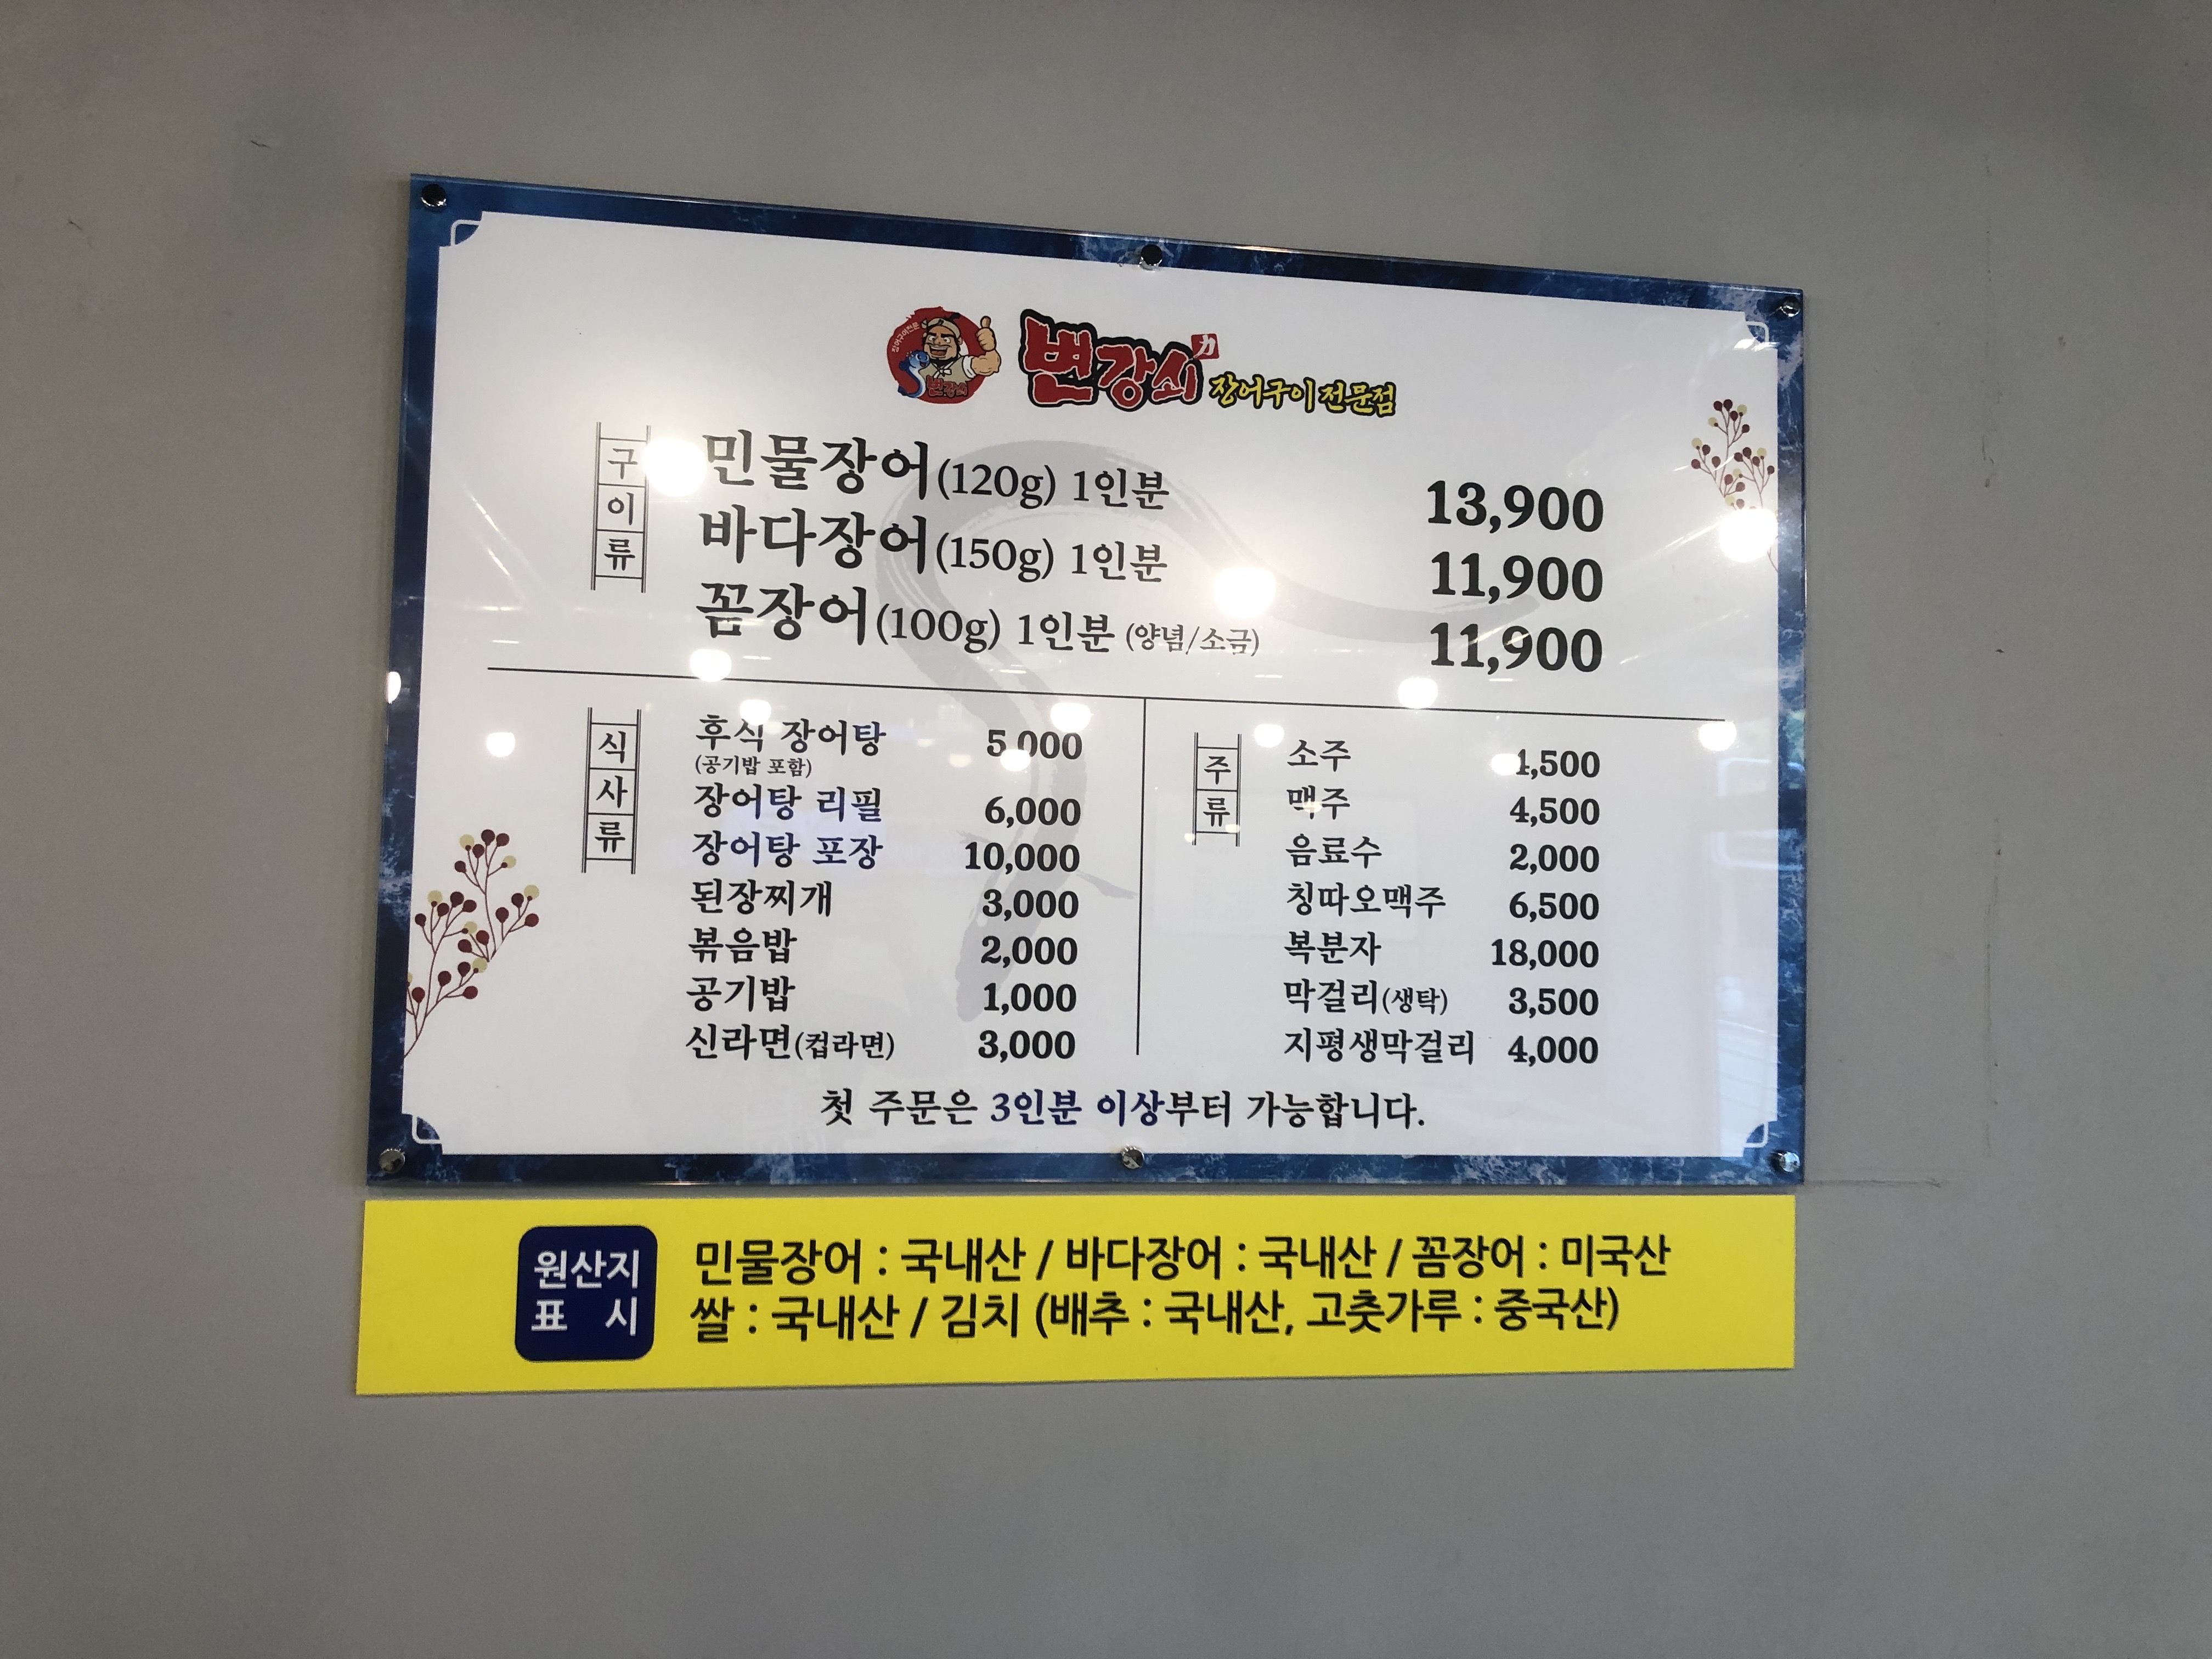 장어구이전문
변강쇠
변강쇠 力 장어구이 전문점
구이류
민물장어(120g) 1인분 13,900
바다장어(150g) 1인분 11,900
꼼장어(100g) 1인분 (양념/소금) 11,900
식사류
후식 장어탕 5,000
(공기밥 포함)
장어탕 리필 6,000
장어탕 포장 10,000
된장찌개 3,000
볶음밥 2,000
공기밥 1,000
신라면(컵라면) 3,000
주류
소주
맥주 4,500
음료수 2,000
칭따오맥주 6,500
복분자 18,000
막걸리(생탁) 3,500
지평생막걸리 4,000
첫 주문은 3인분 이상부터 가능합니다.
원산지
표 시
민물장어 : 국내산 / 바다장어 : 국내산 / 꼼장어 : 미국산
쌀 : 국내산 / 김치 (배추 : 국내산, 고춧가루 : 중국산)